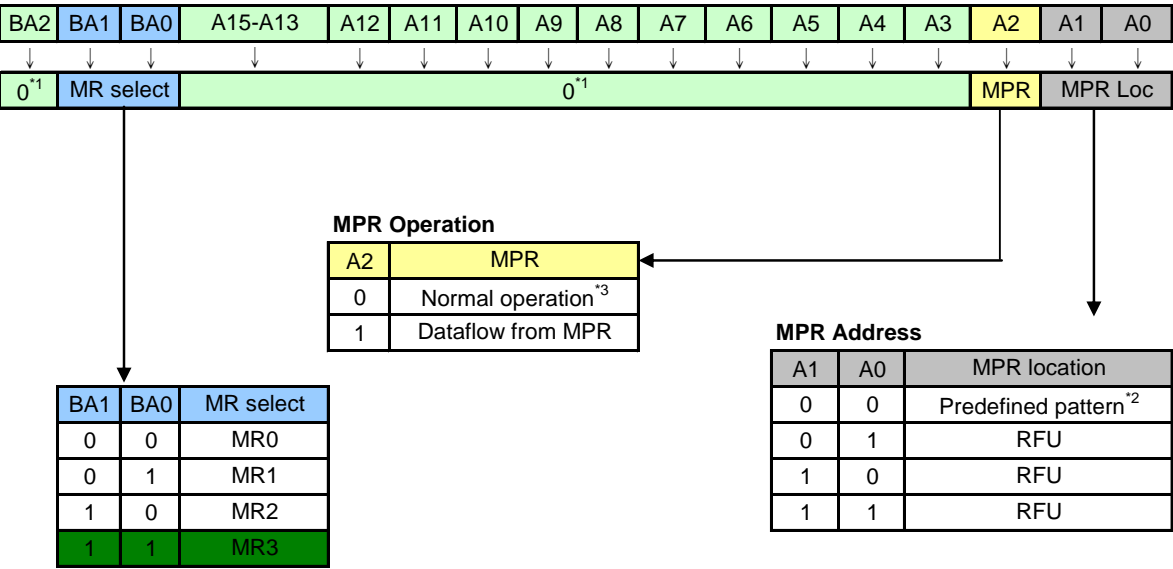 BA2 BA1 BA0 A15-A13 A12 A11 A10 A9 A8 A7 A6 A5 A4 A3 A2 A1 A0
0*1 MR select 0*1 MPR MPR Loc
MPR Operation
A2 MPR
0 Normal operation*3
1 Dataflow from MPR
MPR Address
A1 A0 MPR location
0 0 Predefined pattern*2
0 1 RFU
1 0 RFU
1 1 RFU
BA1 BA0 MR select
0 0 MR0
0 1 MR1
1 0 MR2
1 1 MR3